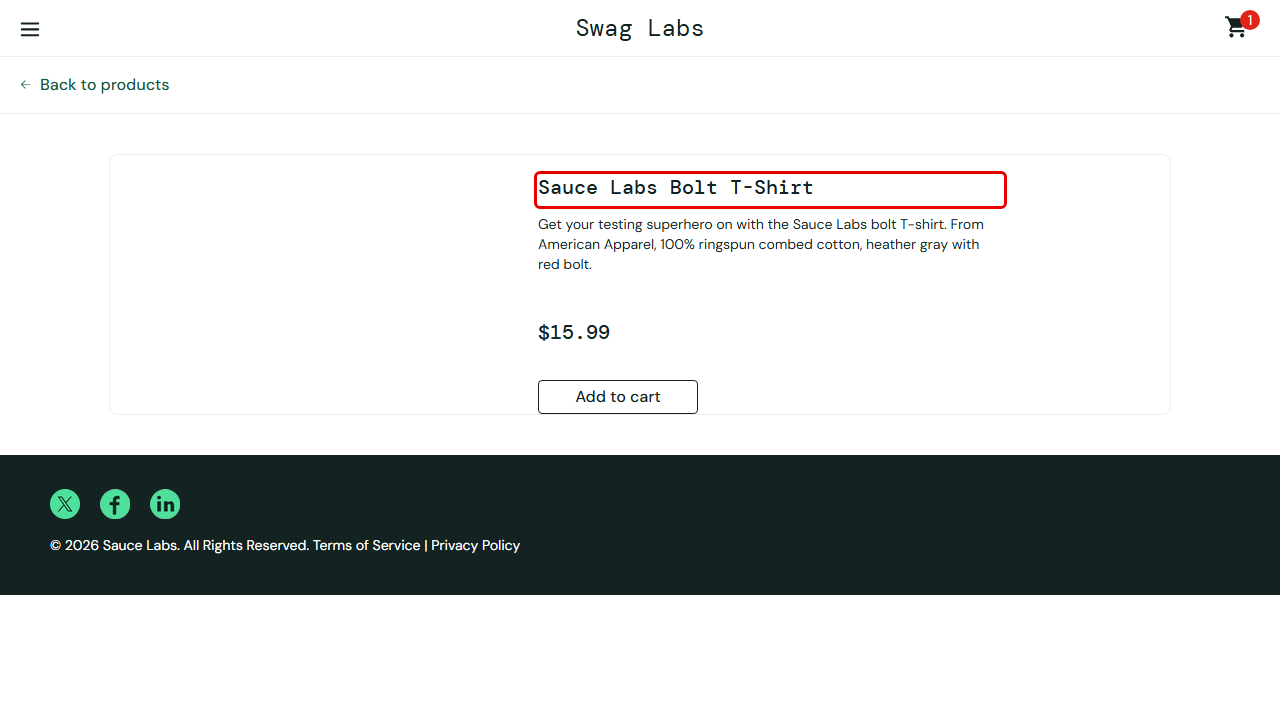 Swag Labs
1
Back to products
Sauce Labs Bolt T-Shirt
Get your testing superhero on with the Sauce Labs bolt T-shirt. From
American Apparel, 100% ringspun combed cotton, heather gray with
red bolt.
$15.99
Add to cart
© 2026 Sauce Labs. All Rights Reserved. Terms of Service | Privacy Policy